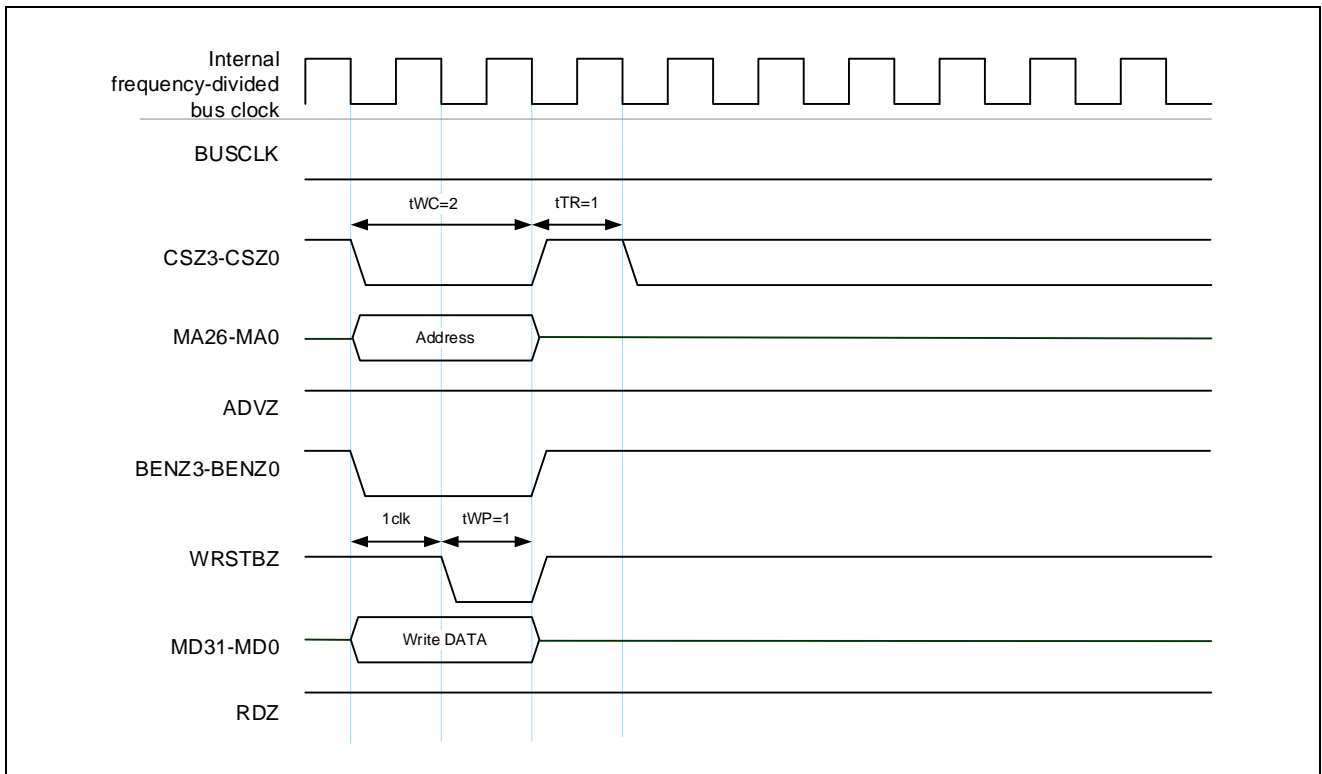 Internal
frequency-divided
bus clock
BUSCLK
tWC=2
tTR=1
CSZ3-CSZ0
MA26-MA0
Address
ADVZ
BENZ3-BENZ0
1clk
tWP=1
WRSTBZ
MD31-MD0
Write DATA
RDZ